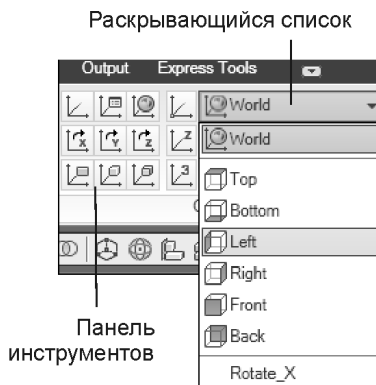 Раскрывающийся список
Output Express Tools
World
World
Top
Bottom
Left
Right
Front
Back
Rotate_X
Панель
инструментов